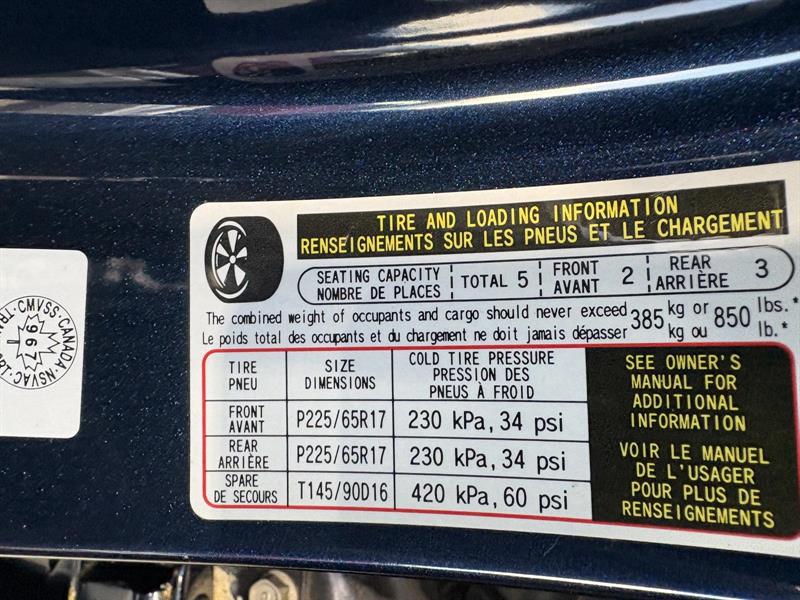 TIRE AND LOADING INFORMATION
RENSEIGNEMENTS SUR LES PNEUS ET LE CHARGEMENT
SEATING CAPACITY
NOMBRE DE PLACES
TOTAL 5
FRONT
AVANT
2
REAR
ARRIÈRE
3
The combined weight of occupants and cargo should never exceed 385 kg or 850 lbs.*
Le poids total des occupants et du chargement ne doit jamais dépasser kg ou lb.*
TIRE
PNEU
SIZE
DIMENSIONS
COLD TIRE PRESSURE
PRESSION DES
PNEUS À FROID
FRONT
AVANT
P225/65R17
230 kPa, 34 psi
REAR
ARRIÈRE
P225/65R17
230 kPa, 34 psi
SPARE
DE SECOURS
T145/90D16
420 kPa, 60 psi
SEE OWNER'S
MANUAL FOR
ADDITIONAL
INFORMATION
VOIR LE MANUEL
DE L'USAGER
POUR PLUS DE
RENSEIGNEMENTS
CMVSS·CANADA·NSVAC
967